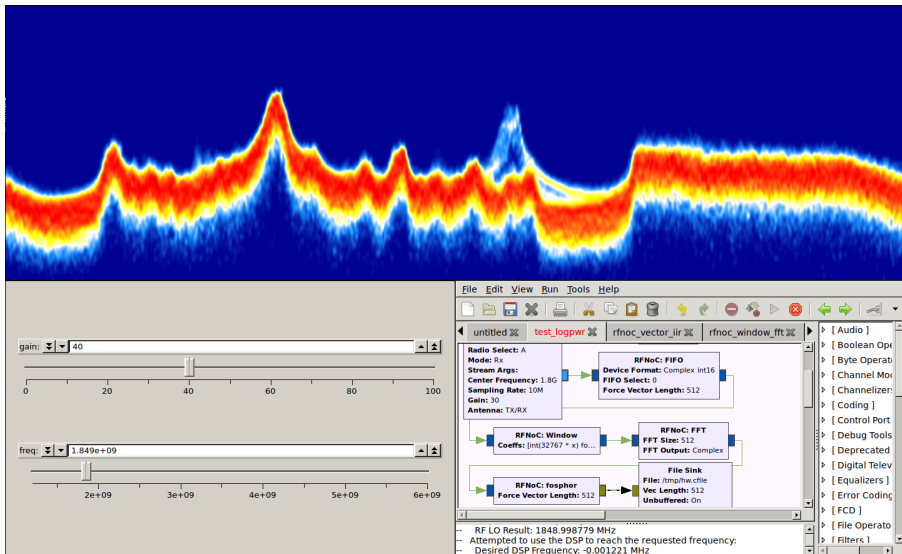 File Edit View Run Tools Help
untitled test_logpwr rfnoc_vector_iir rfnoc_window_fft
gain: 40
0 20 40 60 80 100
freq: 1.849e+09
2e+09 3e+09 4e+09 5e+09 6e+09
Radio Select: A
Mode: Rx
Stream Args:
Center Frequency: 1.8G
Sampling Rate: 10M
Gain: 30
Antenna: TX/RX
RFNoC: FIFO
Device Format: Complex int16
FIFO Select: 0
Force Vector Length: 512
RFNoC: Window
Coeffs: [int(32767 * x) fo...
RFNoC: FFT
FFT Size: 512
FFT Output: Complex
RFNoC: fosphor
Force Vector Length: 512
File Sink
File: /tmp/hw.cfile
Vec Length: 512
Unbuffered: On
[ Audio ]
[ Boolean Ope
[ Byte Operat
[ Channel Mo
[ Channelizers
[ Coding ]
[ Control Port
[ Debug Tools
[ Deprecated
[ Digital Telev
[ Equalizers ]
[ Error Coding
[ FCD ]
[ File Operato
[ Filters ]
-- RF LO Result: 1848.998779 MHz
-- Attempted to use the DSP to reach the requested frequency:
-- Desired DSP Frequency: -0.001221 MHz